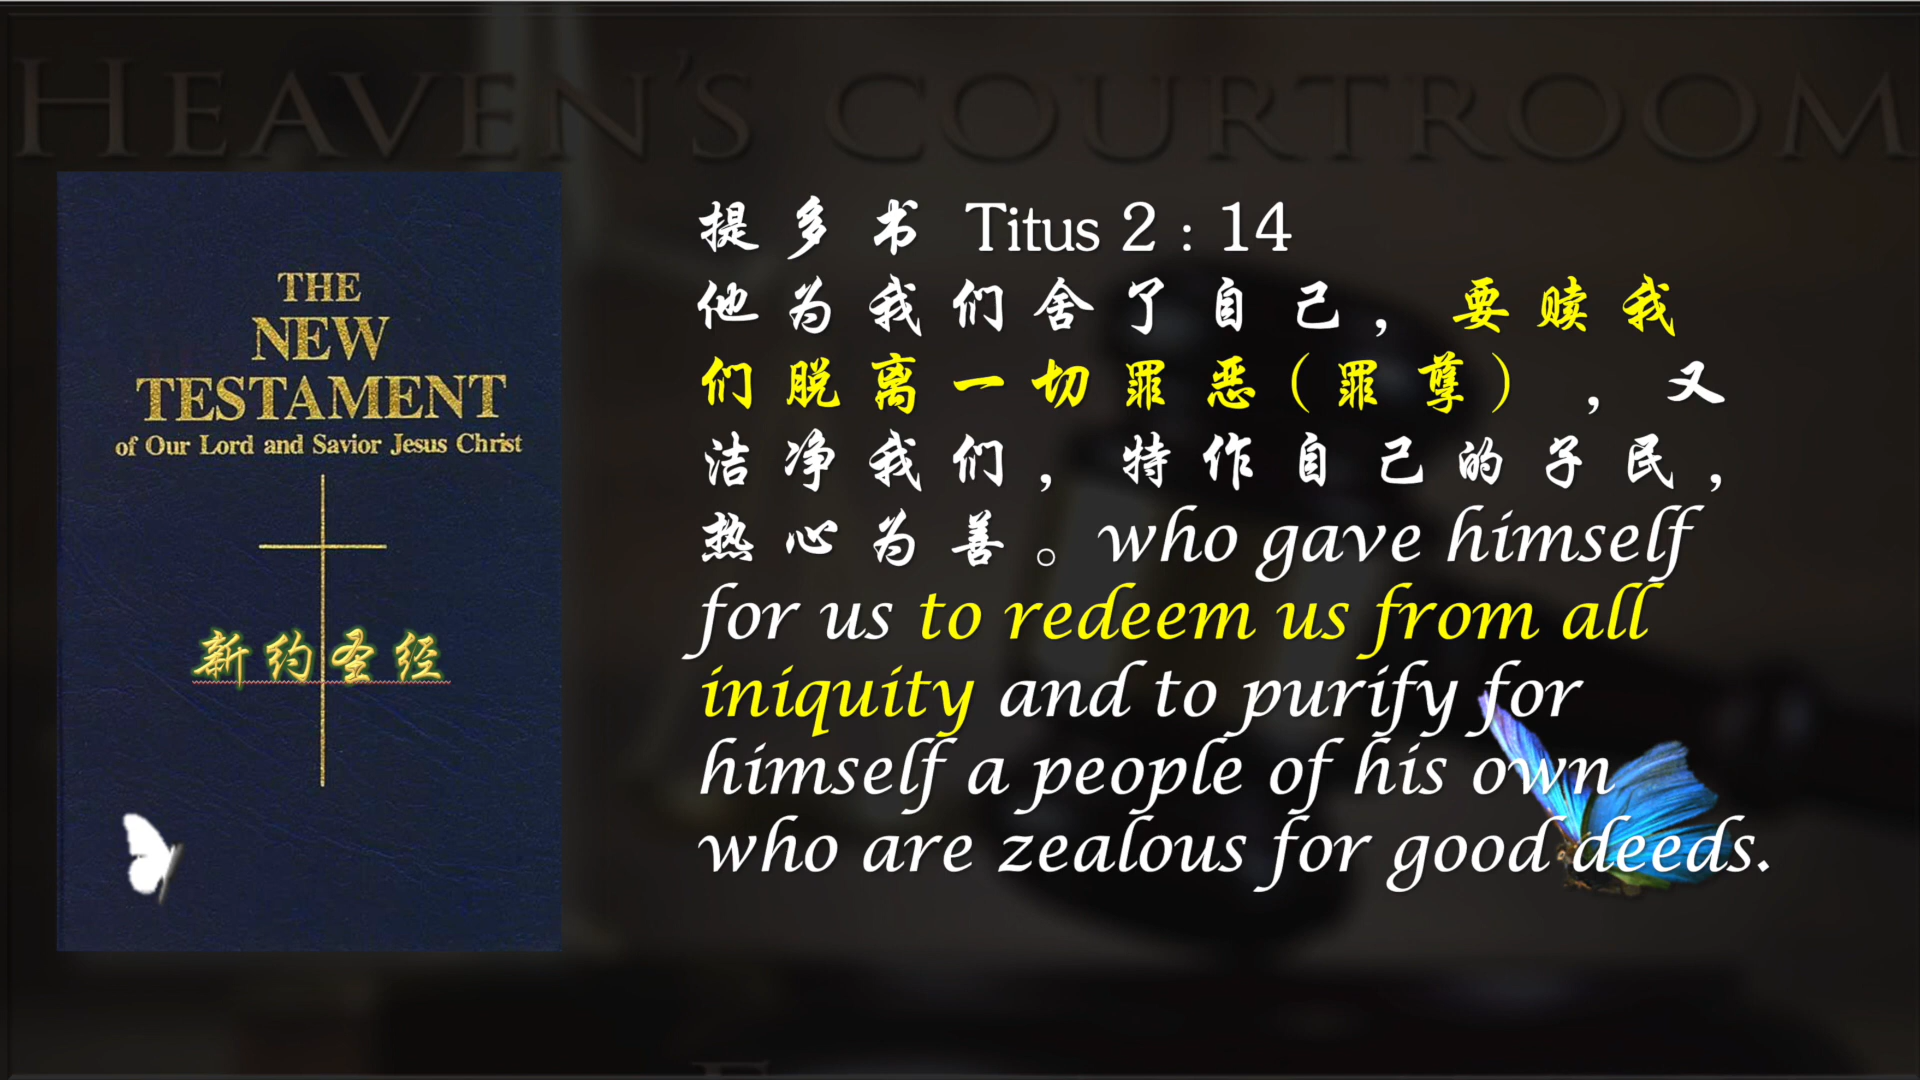 HEAVEN'S COURTROOM
THE
NEW
TESTAMENT
of Our Lord and Savior Jesus Christ
新约圣经
提多书 Titus 2 : 14
他为我们舍了自己，要赎我
们脱离一切罪恶（罪孽），又
洁净我们，特作自己的子民，
热心为善。who gave himself
for us to redeem us from all
iniquity and to purify for
himself a people of his own
who are zealous for good deeds.